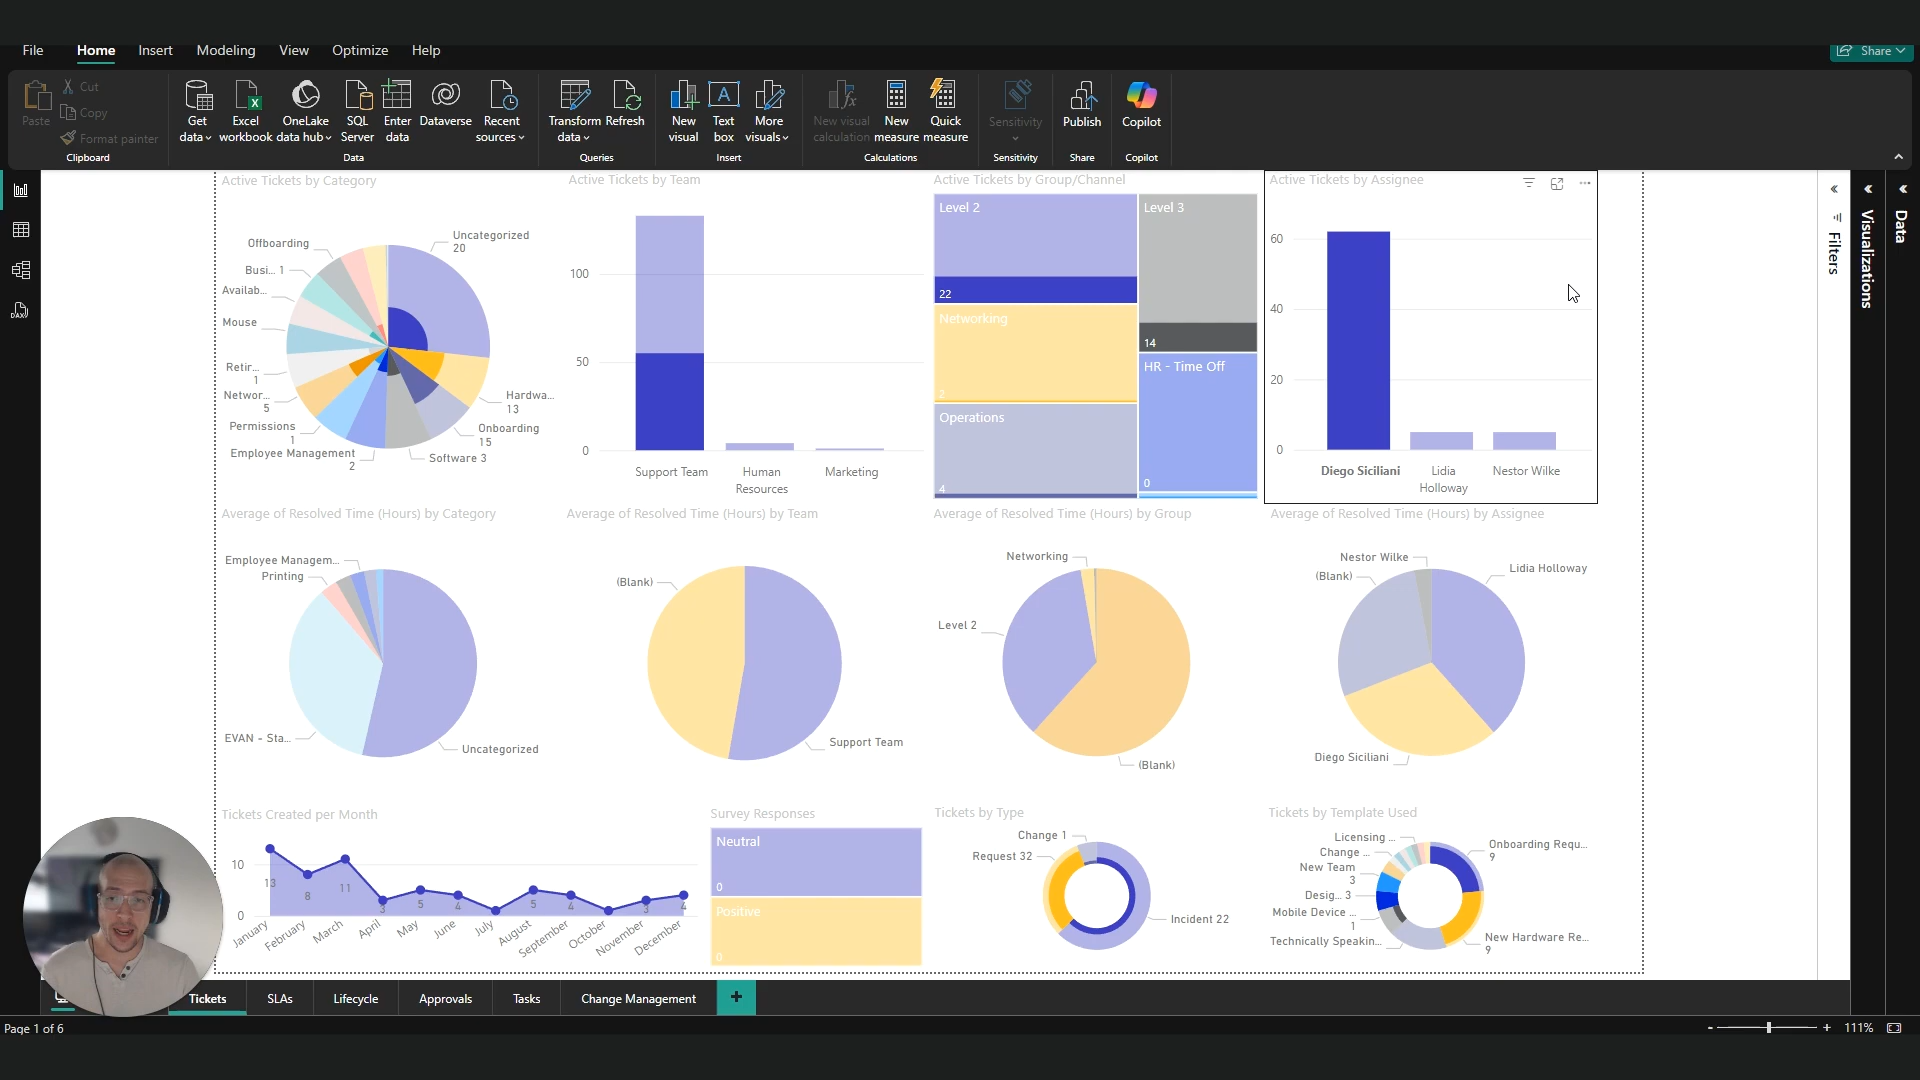 File Home Insert Modeling View Optimize Help
Share
Paste
Cut
Copy
Format painter
Clipboard
Get data
Excel workbook
OneLake data hub
SQL Server
Enter data
Dataverse
Recent sources
Data
Transform data
Refresh
Queries
New visual
Text box
More visuals
Insert
New visual calculation
New measure
Quick measure
Calculations
Sensitivity
Sensitivity
Publish
Share
Copilot
Copilot
Filters
Visualizations
Data
Active Tickets by Category
Uncategorized
20
Hardwa...
13
Onboarding
15
Software 3
Employee Management
2
Permissions
1
Networ...
5
Retir...
1
Mouse
Availab...
Busi... 1
Offboarding
Active Tickets by Team
100
50
0
Support Team
Human
Resources
Marketing
Active Tickets by Group/Channel
Level 2
22
Networking
2
Operations
4
Level 3
14
HR - Time Off
0
Active Tickets by Assignee
60
40
20
0
Diego Siciliani
Lidia
Holloway
Nestor Wilke
Average of Resolved Time (Hours) by Category
Employee Managem...
Printing
EVAN - Sta...
Uncategorized
Average of Resolved Time (Hours) by Team
(Blank)
Support Team
Average of Resolved Time (Hours) by Group
Networking
Level 2
(Blank)
Average of Resolved Time (Hours) by Assignee
Nestor Wilke
(Blank)
Lidia Holloway
Diego Siciliani
Tickets Created per Month
10
0
13 8 11 3 5 4 5 4 3 4
January February March April May June July August September October November December
Survey Responses
Neutral
0
Positive
0
Tickets by Type
Change 1
Request 32
Incident 22
Tickets by Template Used
Licensing ...
Change ...
New Team
3
Desig... 3
Mobile Device ...
1
Technically Speakin...
Onboarding Requ...
9
New Hardware Re...
9
Tickets SLAs Lifecycle Approvals Tasks Change Management +
Page 1 of 6
- + 111%